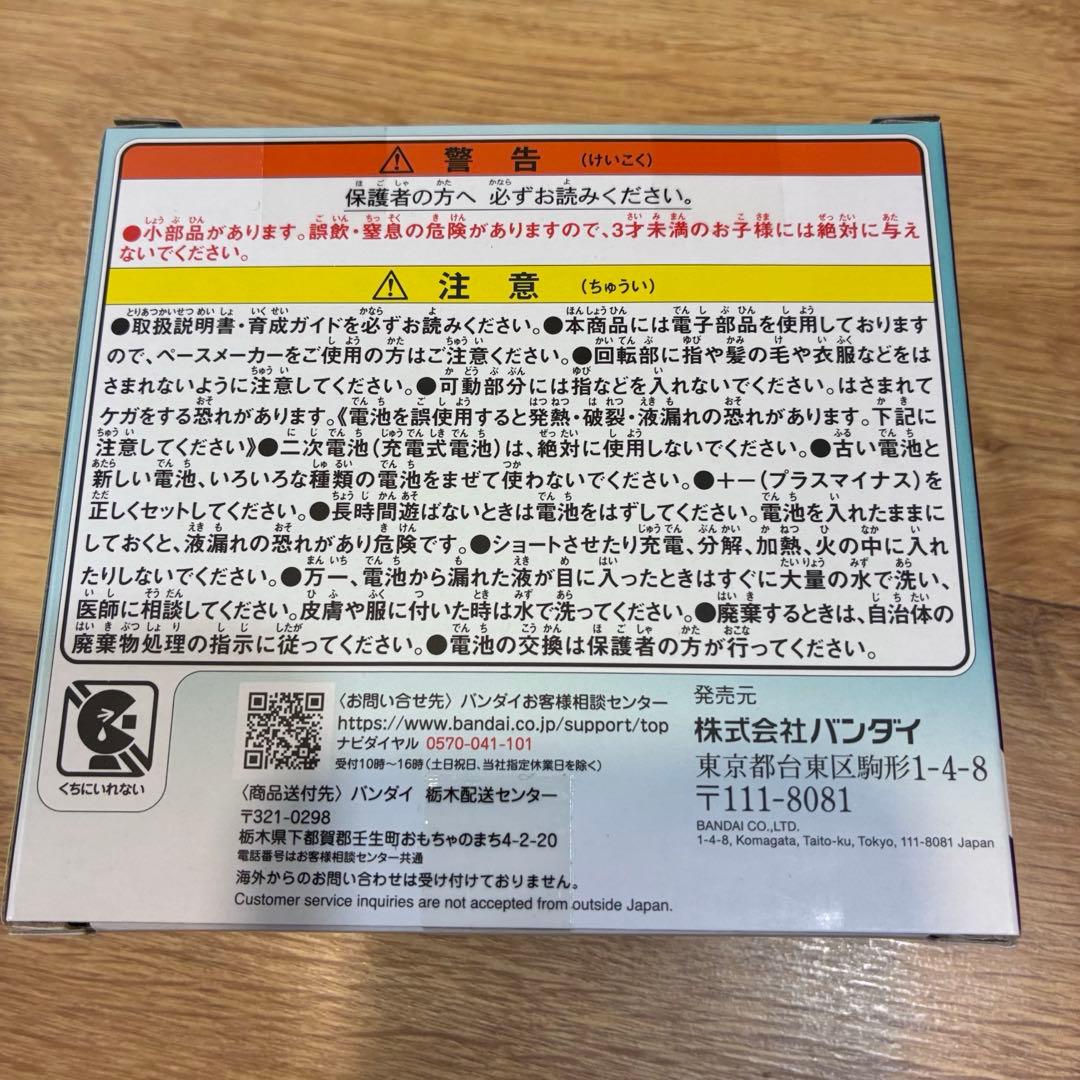 ⚠ 警告 (けいこく)
保護者の方へ 必ずお読みください。
●小部品があります。誤飲・窒息の危険がありますので、3才未満のお子様には絶対に与え
ないでください。
⚠ 注意 (ちゅうい)
●取扱説明書・育成ガイドを必ずお読みください。●本商品には電子部品を使用しております
ので、ペースメーカーをご使用の方はご注意ください。●回転部に指や髪の毛や衣服などをは
さまれないように注意してください。●可動部分には指などを入れないでください。はさまれて
ケガをする恐れがあります。《電池を誤使用すると発熱・破裂・液漏れの恐れがあります。下記に
注意してください》●二次電池(充電式電池)は、絶対に使用しないでください。●古い電池と
新しい電池、いろいろな種類の電池をまぜて使わないでください。●+-(プラスマイナス)を
正しくセットしてください。●長時間遊ばないときは電池をはずしてください。電池を入れたままに
しておくと、液漏れの恐れがあり危険です。●ショートさせたり充電、分解、加熱、火の中に入れ
たりしないでください。●万一、電池から漏れた液が目に入ったときはすぐに大量の水で洗い、
医師に相談してください。皮膚や服に付いた時は水で洗ってください。●廃棄するときは、自治体の
廃棄物処理の指示に従ってください。●電池の交換は保護者の方が行ってください。
くちにいれない
〈お問い合せ先〉バンダイお客様相談センター
https://www.bandai.co.jp/support/top
ナビダイヤル 0570-041-101
受付10時～16時(土日祝日、当社指定休業日を除く)
〈商品送付先〉バンダイ 栃木配送センター
〒321-0298
栃木県下都賀郡壬生町おもちゃのまち4-2-20
電話番号はお客様相談センター共通
海外からのお問い合わせは受け付けておりません。
Customer service inquiries are not accepted from outside Japan.
発売元
株式会社バンダイ
東京都台東区駒形1-4-8
〒111-8081
BANDAI CO.,LTD.
1-4-8, Komagata, Taito-ku, Tokyo, 111-8081 Japan